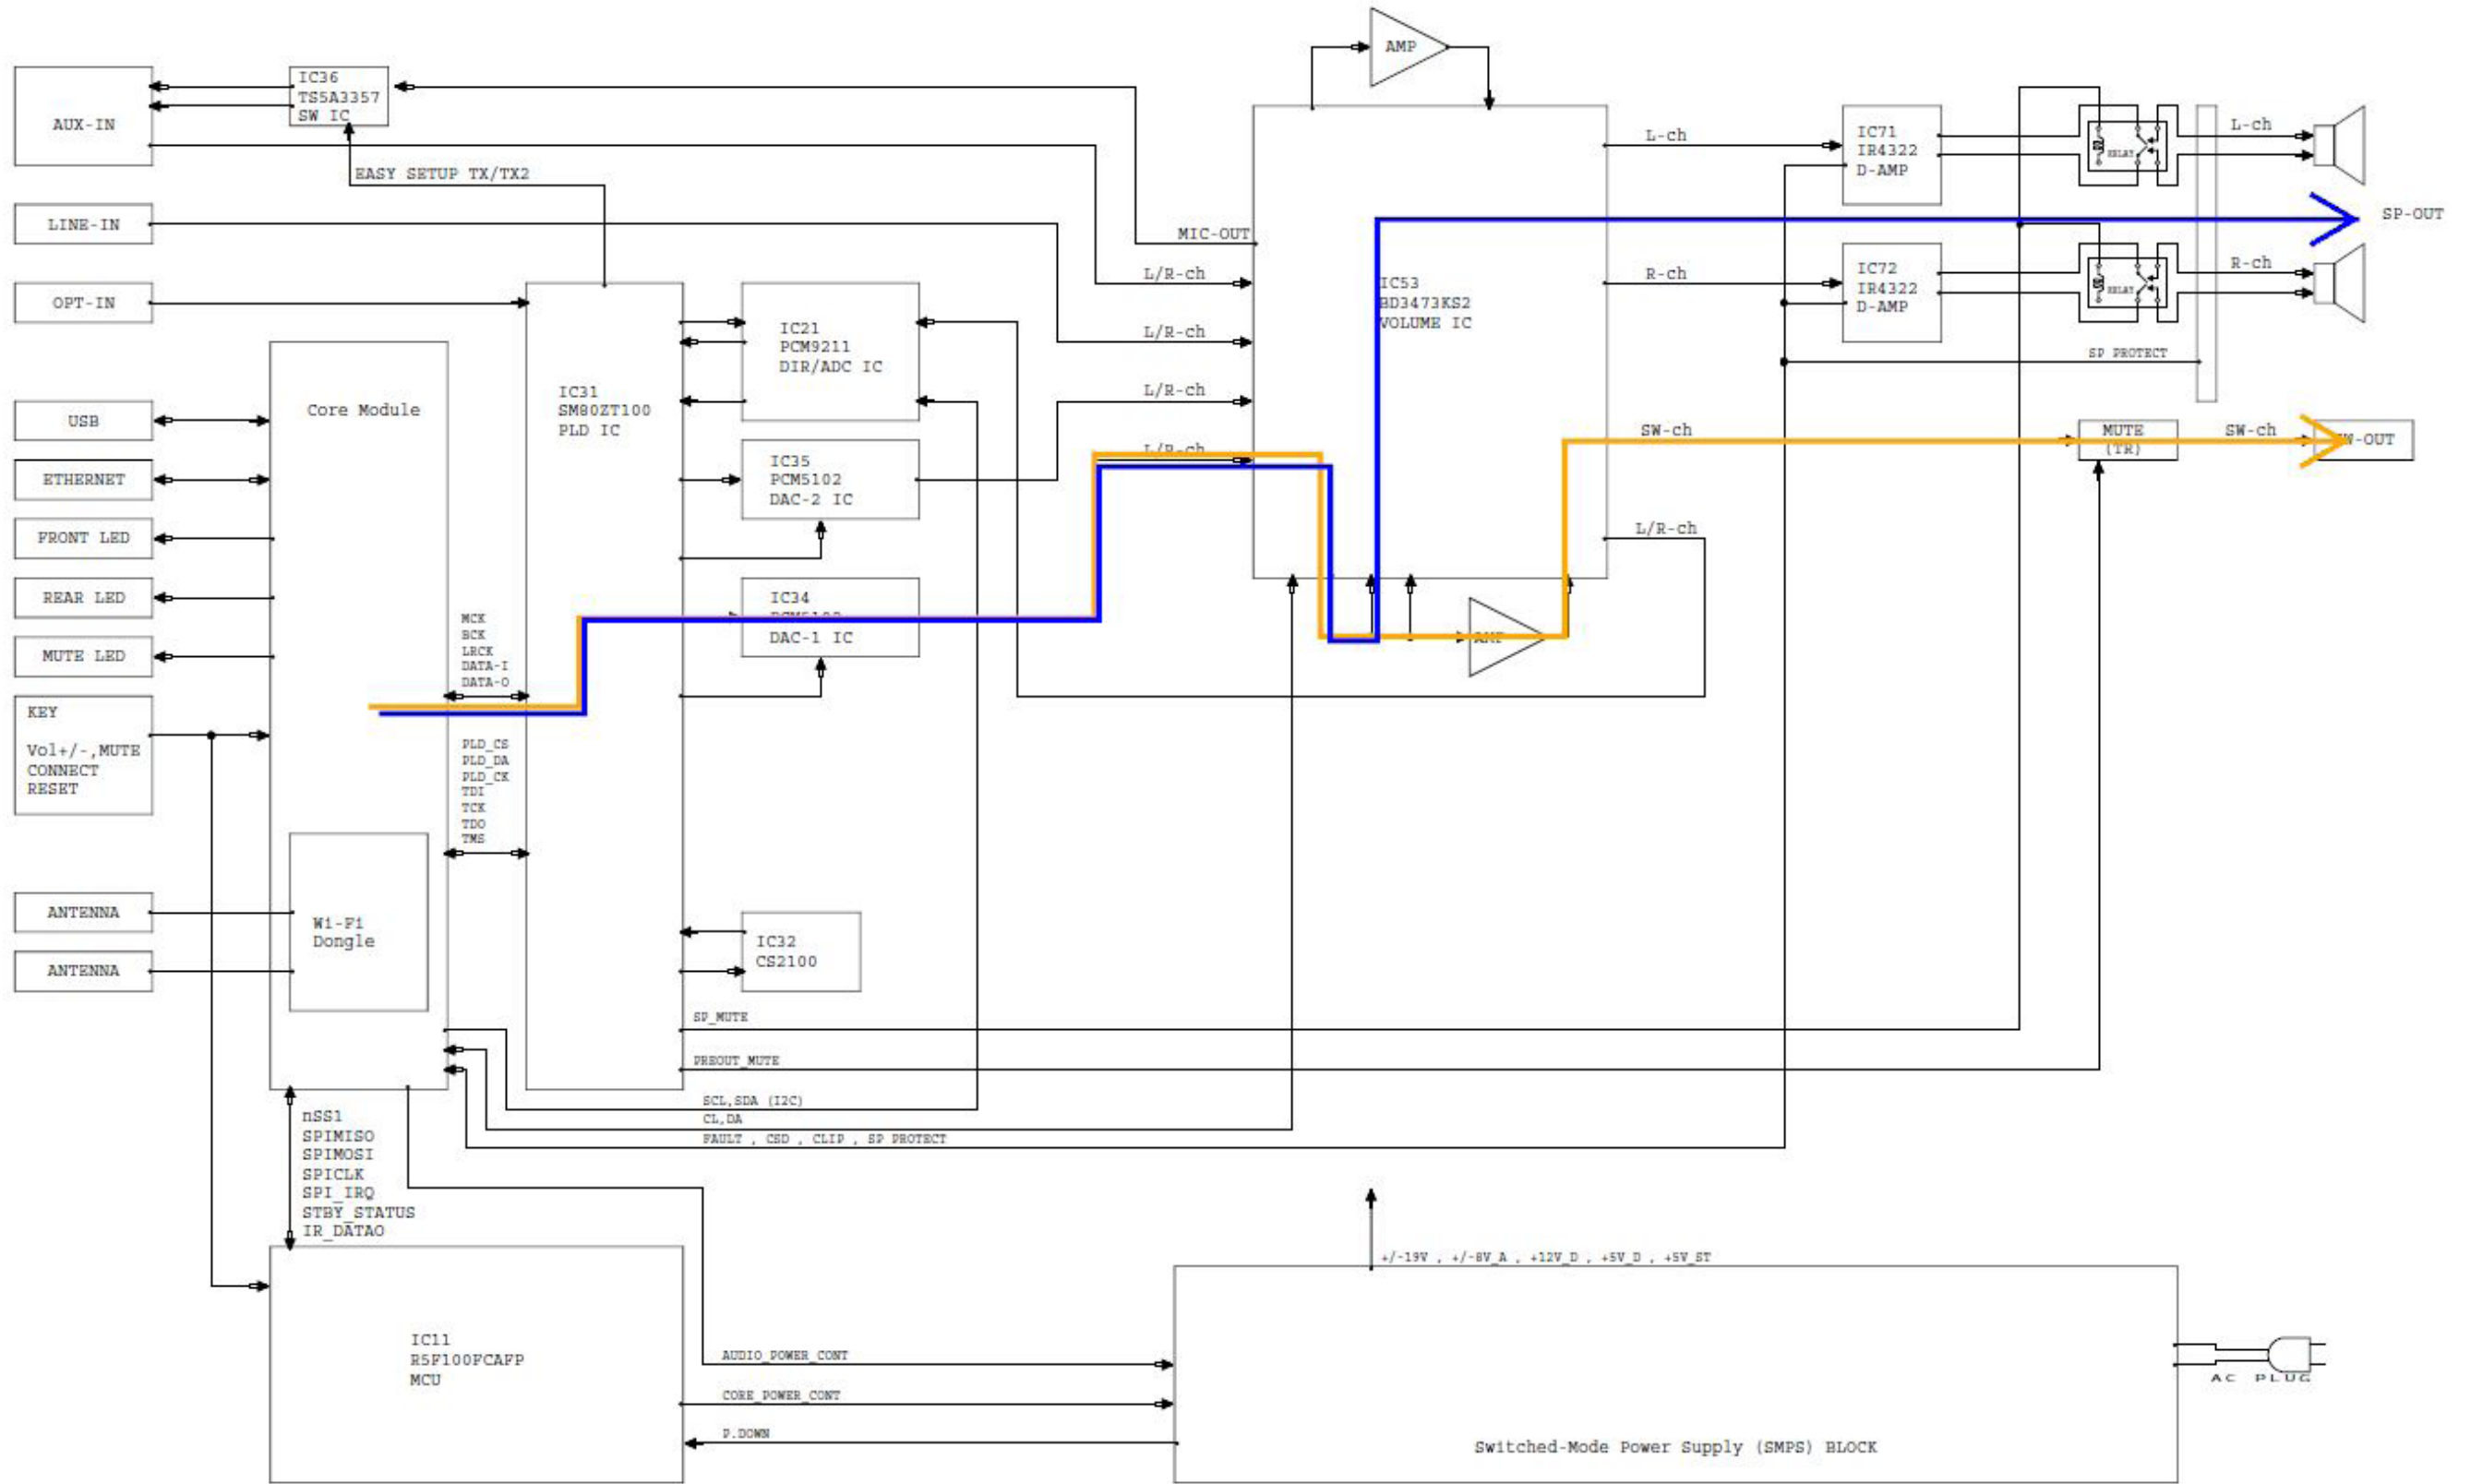 AMP
IC36
TS5A3357
SW IC
AUX-IN
EASY SETUP TX/TX2
LINE-IN
OPT-IN
MIC-OUT
L/R-ch
L/R-ch
L/R-ch
L/R-ch
IC53
BD3473KS2
VOLUME IC
L-ch
R-ch
IC71
IR4322
D-AMP
RELAY
L-ch
SP-OUT
IC72
IR4322
D-AMP
RELAY
R-ch
SP PROTECT
SW-ch
MUTE
(TR)
SW-ch
L/R-ch
AMP
IC21
PCM9211
DIR/ADC IC
IC35
PCM5102
DAC-2 IC
IC34
DAC-1 IC
IC31
SM80ZT100
PLD IC
Core Module
USB
ETHERNET
FRONT LED
REAR LED
MUTE LED
KEY
Vol+/-,MUTE
CONNECT
RESET
MCK
BCK
LRCK
DATA-I
DATA-O
PLD_CS
PLD_DA
PLD_CK
TDI
TCK
TDO
TMS
ANTENNA
ANTENNA
Wi-Fi
Dongle
IC32
CS2100
SP_MUTE
PREOUT_MUTE
SCL,SDA (I2C)
CL,DA
FAULT , CSD , CLIP , SP PROTECT
nSS1
SPIMISO
SPIMOSI
SPICLK
SPI_IRQ
STBY_STATUS
IR_DATAO
IC11
R5F100FCAFP
MCU
AUDIO_POWER_CONT
CORE_POWER_CONT
P.DOWN
+/-19V , +/-8V_A , +12V_D , +5V_D , +5V_ST
Switched-Mode Power Supply (SMPS) BLOCK
AC PLUG